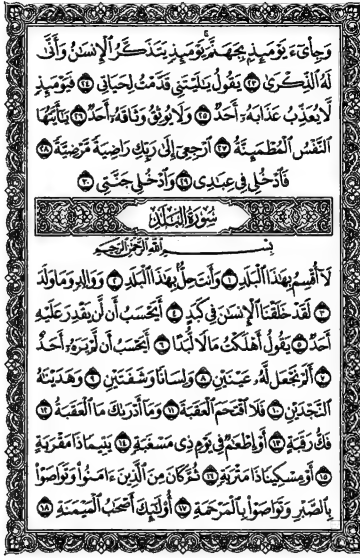 وَجِاْىٓءَ يَوْمَئِذٍۭ بِجَهَنَّمَ يَوْمَئِذٍ يَتَذَكَّرُ ٱلْإِنسَٰنُ وَأَنَّىٰ
لَهُ ٱلذِّكْرَىٰ ٢٣ يَقُولُ يَٰلَيْتَنِى قَدَّمْتُ لِحَيَاتِى ٢٤ فَيَوْمَئِذٍ
لَّا يُعَذِّبُ عَذَابَهُۥٓ أَحَدٌ ٢٥ وَلَا يُوثِقُ وَثَاقَهُۥٓ أَحَدٌ ٢٦ يَٰٓأَيَّتُهَا
ٱلنَّفْسُ ٱلْمُطْمَئِنَّةُ ٢٧ ٱرْجِعِىٓ إِلَىٰ رَبِّكِ رَاضِيَةً مَّرْضِيَّةً ٢٨
فَٱدْخُلِى فِى عِبَٰدِى ٢٩ وَٱدْخُلِى جَنَّتِى ٣٠
سُورَةُ الْبَلَدِ
بِسْمِ ٱللَّهِ ٱلرَّحْمَٰنِ ٱلرَّحِيمِ
لَآ أُقْسِمُ بِهَٰذَا ٱلْبَلَدِ ١ وَأَنتَ حِلٌّۢ بِهَٰذَا ٱلْبَلَدِ ٢ وَوَالِدٍ وَمَا وَلَدَ
٣ لَقَدْ خَلَقْنَا ٱلْإِنسَٰنَ فِى كَبَدٍ ٤ أَيَحْسَبُ أَن لَّن يَقْدِرَ عَلَيْهِ
أَحَدٌ ٥ يَقُولُ أَهْلَكْتُ مَالًا لُّبَدًا ٦ أَيَحْسَبُ أَن لَّمْ يَرَهُۥٓ أَحَدٌ
٧ أَلَمْ نَجْعَل لَّهُۥ عَيْنَيْنِ ٨ وَلِسَانًا وَشَفَتَيْنِ ٩ وَهَدَيْنَٰهُ
ٱلنَّجْدَيْنِ ١٠ فَلَا ٱقْتَحَمَ ٱلْعَقَبَةَ ١١ وَمَآ أَدْرَىٰكَ مَا ٱلْعَقَبَةُ ١٢
فَكُّ رَقَبَةٍ ١٣ أَوْ إِطْعَٰمٌ فِى يَوْمٍ ذِى مَسْغَبَةٍ ١٤ يَتِيمًا ذَا مَقْرَبَةٍ
١٥ أَوْ مِسْكِينًا ذَا مَتْرَبَةٍ ١٦ ثُمَّ كَانَ مِنَ ٱلَّذِينَ ءَامَنُوا۟ وَتَوَاصَوْا۟
بِٱلصَّبْرِ وَتَوَاصَوْا۟ بِٱلْمَرْحَمَةِ ١٧ أُو۟لَٰٓئِكَ أَصْحَٰبُ ٱلْمَيْمَنَةِ ١٨